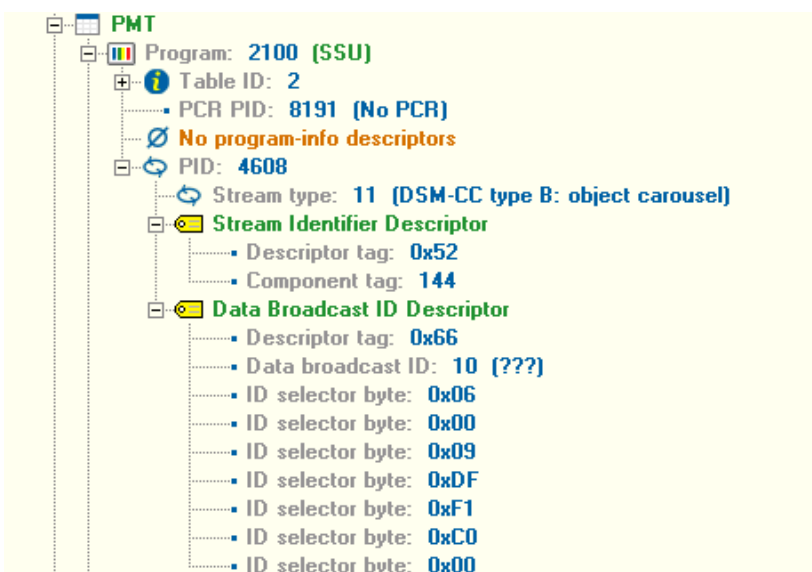 PMT
Program: 2100 (SSU)
Table ID: 2
PCR PID: 8191 (No PCR)
No program-info descriptors
PID: 4608
Stream type: 11 (DSM-CC type B: object carousel)
Stream Identifier Descriptor
Descriptor tag: 0x52
Component tag: 144
Data Broadcast ID Descriptor
Descriptor tag: 0x66
Data broadcast ID: 10 (???)
ID selector byte: 0x06
ID selector byte: 0x00
ID selector byte: 0x09
ID selector byte: 0xDF
ID selector byte: 0xF1
ID selector byte: 0xC0
ID selector byte: 0x00